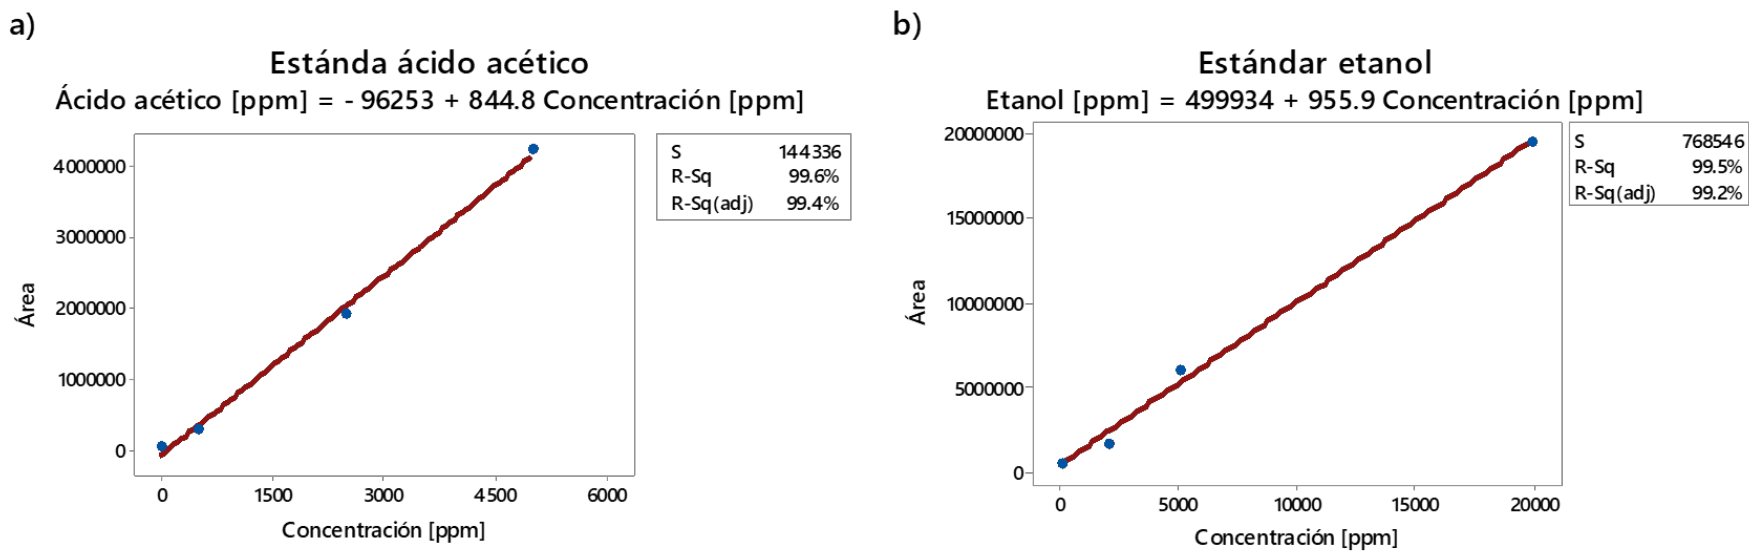 a)
Estánda ácido acético
Ácido acético [ppm] = - 96253 + 844.8 Concentración [ppm]
S 144336
R-Sq 99.6%
R-Sq(adj) 99.4%
4000000
3000000
2000000
1000000
0
Área
0 1500 3000 4500 6000
Concentración [ppm]
b)
Estándar etanol
Etanol [ppm] = 499934 + 955.9 Concentración [ppm]
S 768546
R-Sq 99.5%
R-Sq(adj) 99.2%
20000000
15000000
10000000
5000000
0
Área
0 5000 10000 15000 20000
Concentración [ppm]